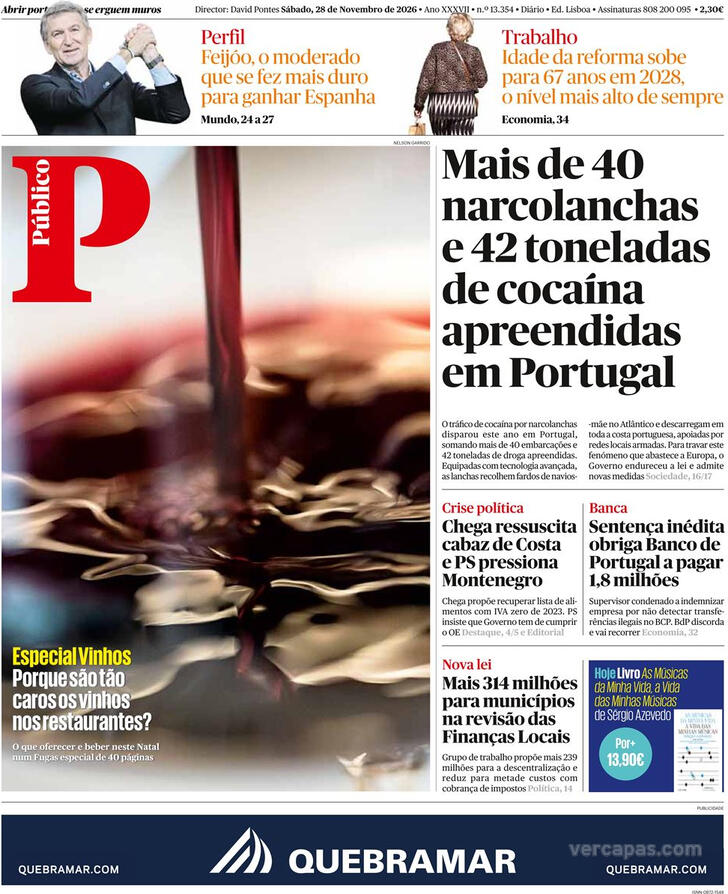 Abrir portas onde se erguem muros
Director: David Pontes Sábado, 28 de Novembro de 2026 • Ano XXXVII • n.º 13.354 • Diário • Ed. Lisboa • Assinaturas 808 200 095 • 2,30€
Perfil
Feijóo, o moderado
que se fez mais duro
para ganhar Espanha
Mundo, 24 a 27
Trabalho
Idade da reforma sobe
para 67 anos em 2028,
o nível mais alto de sempre
Economia, 34
NELSON GARRIDO
Público
P
Especial Vinhos
Porque são tão
caros os vinhos
nos restaurantes?
O que oferecer e beber neste Natal
num Fugas especial de 40 páginas
Mais de 40
narcolanchas
e 42 toneladas
de cocaína
apreendidas
em Portugal
O tráfico de cocaína por narcolanchas
disparou este ano em Portugal,
somando mais de 40 embarcações e
42 toneladas de droga apreendidas.
Equipadas com tecnologia avançada,
as lanchas recolhem fardos de navios-
-mãe no Atlântico e descarregam em
toda a costa portuguesa, apoiadas por
redes locais armadas. Para travar este
fenómeno que abastece a Europa, o
Governo endureceu a lei e admite
novas medidas Sociedade, 16/17
Crise política
Chega ressuscita
cabaz de Costa
e PS pressiona
Montenegro
Chega propõe recuperar lista de ali-
mentos com IVA zero de 2023. PS
insiste que Governo tem de cumprir
o OE Destaque, 4/5 e Editorial
Banca
Sentença inédita
obriga Banco de
Portugal a pagar
1,8 milhões
Supervisor condenado a indemnizar
empresa por não detectar transfe-
rências ilegais no BCP. BdP discorda
e vai recorrer Economia, 32
Nova lei
Mais 314 milhões
para municípios
na revisão das
Finanças Locais
Grupo de trabalho propõe mais 239
milhões para a descentralização e
reduz para metade custos com
cobrança de impostos Política, 14
Hoje Livro As Músicas
da Minha Vida, a Vida
das Minhas Músicas
de Sérgio Azevedo
Por+
13,90€
AS MÚSICAS
DA MINHA VIDA
A VIDA DAS
MINHAS MÚSICAS
PUBLICIDADE
QUEBRAMAR.COM
QUEBRAMAR
vercapas.com
QUEBRAMAR.COM